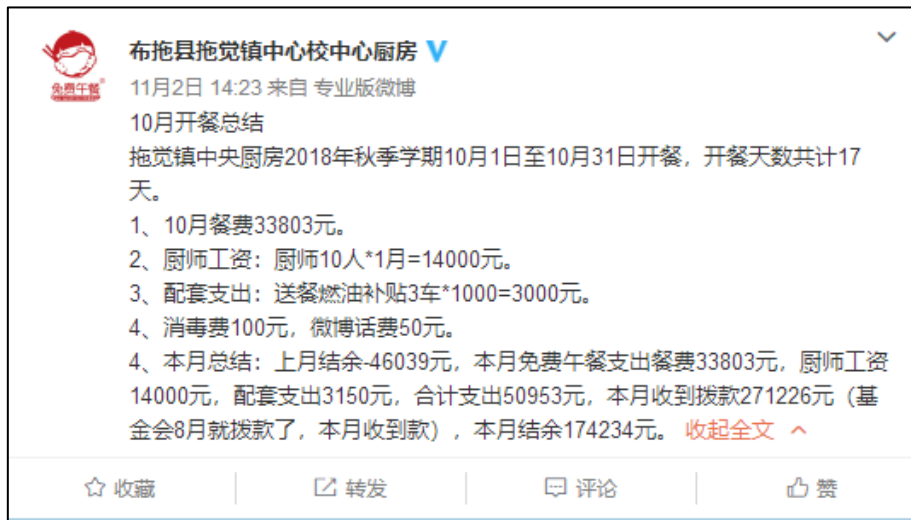 免费午餐
布拖县拖觉镇中心校中心厨房
11月2日 14:23 来自 专业版微博
10月开餐总结
拖觉镇中央厨房2018年秋季学期10月1日至10月31日开餐，开餐天数共计17
天。
1、10月餐费33803元。
2、厨师工资：厨师10人*1月=14000元。
3、配套支出：送餐燃油补贴3车*1000=3000元。
4、消毒费100元，微博话费50元。
4、本月总结：上月结余-46039元，本月免费午餐支出餐费33803元，厨师工资
14000元，配套支出3150元，合计支出50953元，本月收到拨款271226元（基
金会8月就拨款了，本月收到款），本月结余174234元。 收起全文
收藏 转发 评论 赞